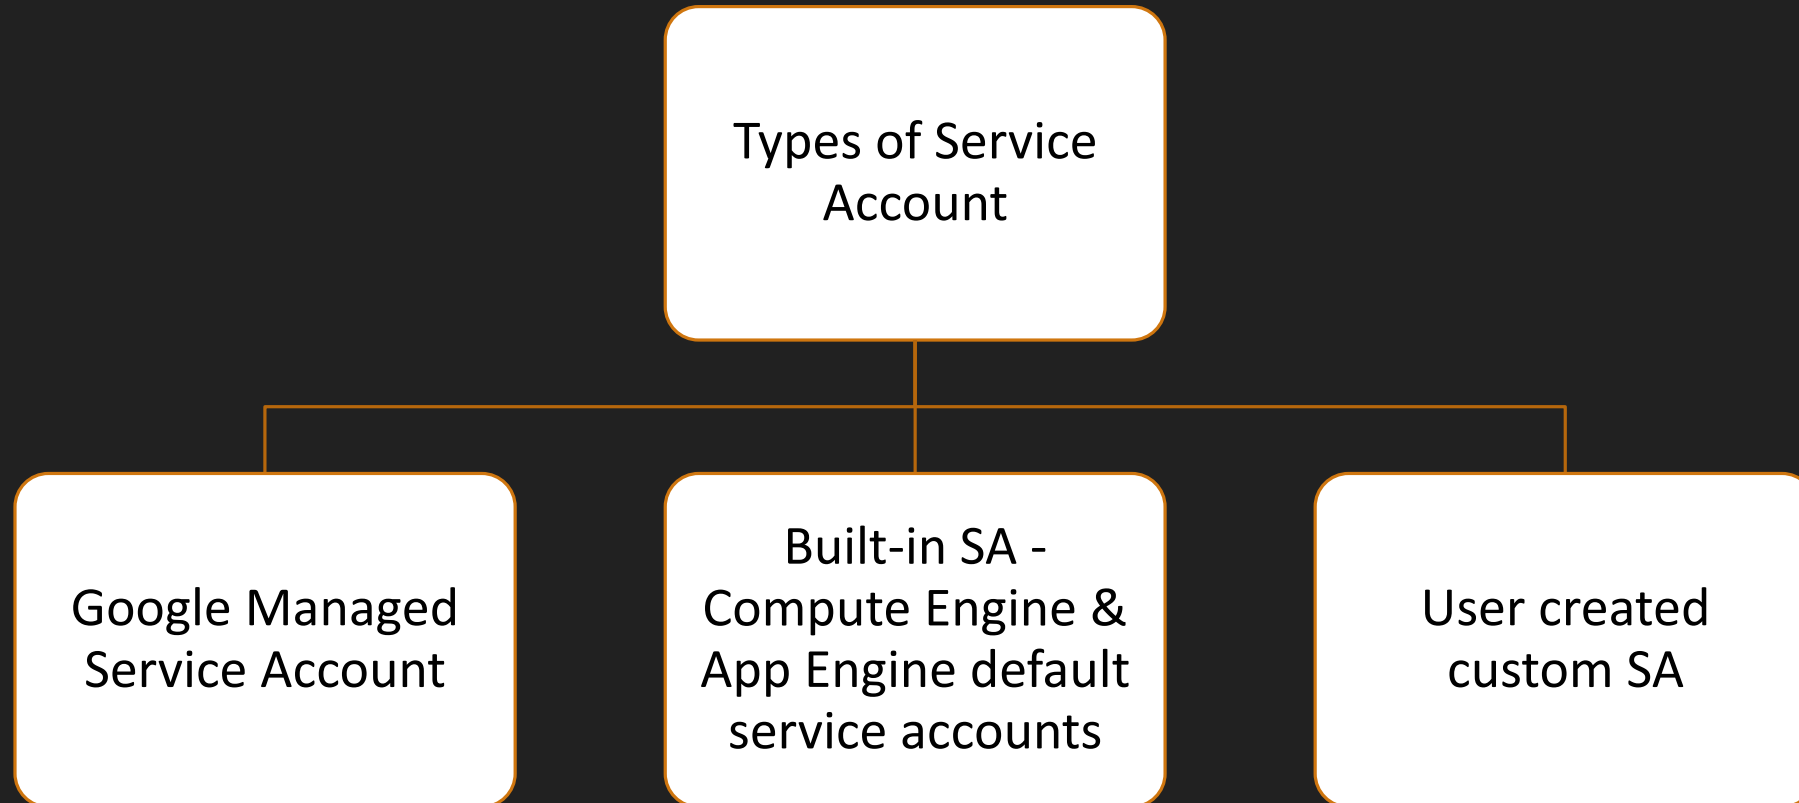 Types of Service
Account
Google Managed
Service Account
Built-in SA -
Compute Engine &
App Engine default
service accounts
User created
custom SA